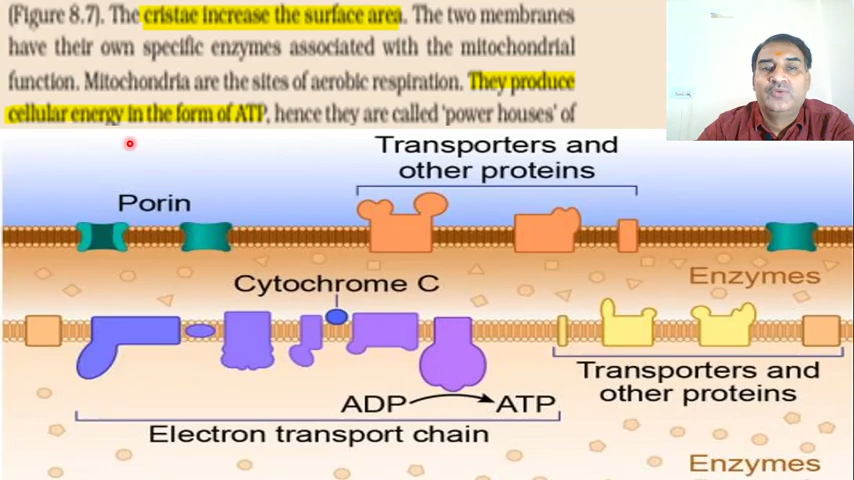 (Figure 8.7). The cristae increase the surface area. The two membranes
have their own specific enzymes associated with the mitochondrial
function. Mitochondria are the sites of aerobic respiration. They produce
cellular energy in the form of ATP, hence they are called 'power houses' of
Transporters and
other proteins
Porin
Enzymes
Cytochrome C
Transporters and
other proteins
ADP ATP
Electron transport chain
Enzymes